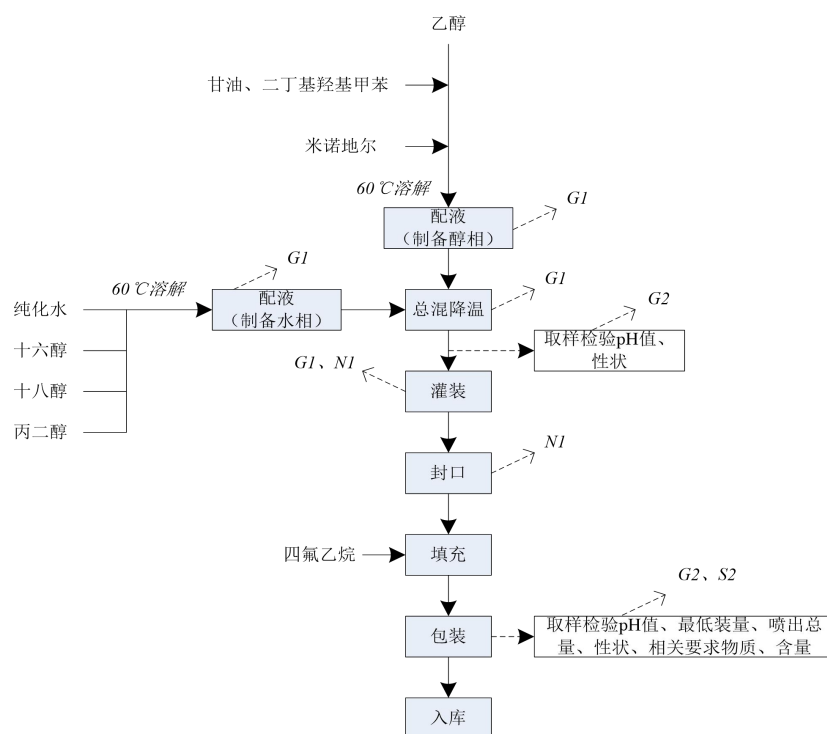 乙醇
甘油、二丁基羟基甲苯
米诺地尔
60℃溶解
配液
（制备醇相）
G1
G1
60℃溶解
纯化水
配液
（制备水相）
总混降温
G1
G2
十六醇
取样检验pH值、
性状
G1、N1
十八醇
灌装
丙二醇
封口
N1
四氟乙烷
填充
G2、S2
包装
取样检验pH值、最低装量、喷出总
量、性状、相关要求物质、含量
入库